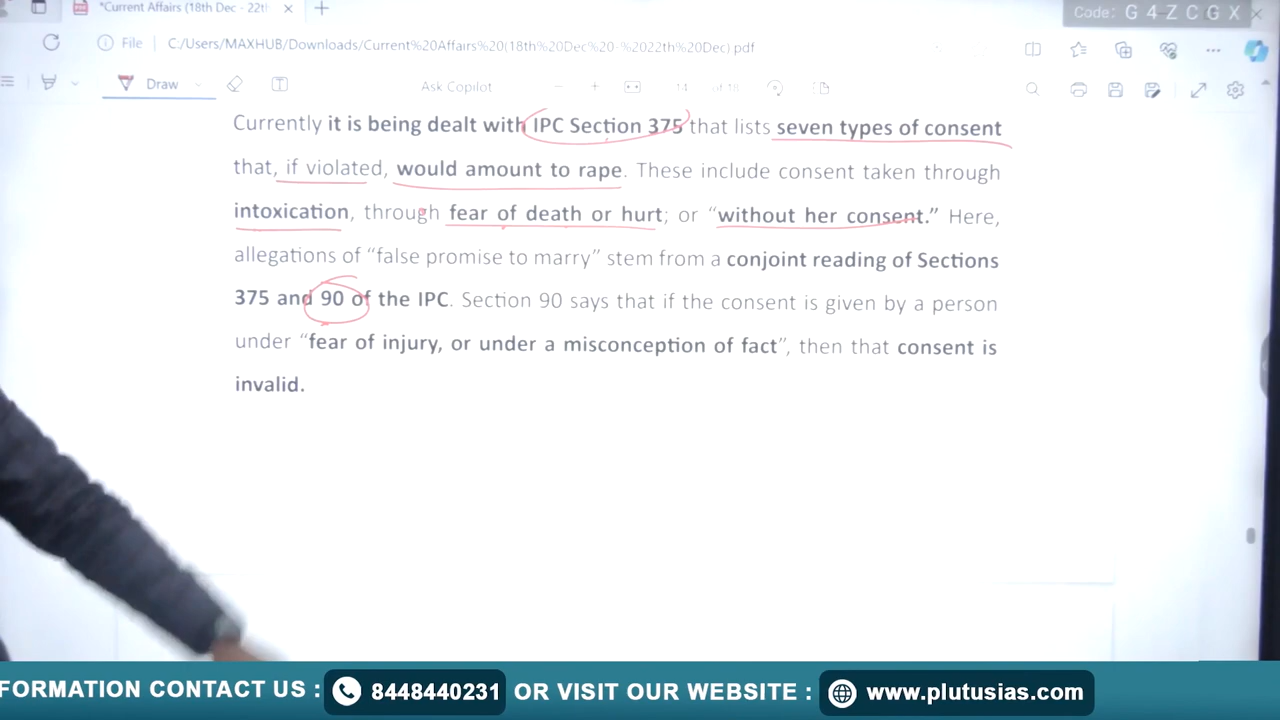 *Current Affairs (18th Dec - 22th
Code: G 4 Z C G X
File C:/Users/MAXHUB/Downloads/Current%20Affairs%20(18th%20Dec%20-%2022th%20Dec).pdf
Draw Ask Copilot 14 of 18
Currently it is being dealt with IPC Section 375 that lists seven types of consent
that, if violated, would amount to rape. These include consent taken through
intoxication, through fear of death or hurt; or “without her consent.” Here,
allegations of “false promise to marry” stem from a conjoint reading of Sections
375 and 90 of the IPC. Section 90 says that if the consent is given by a person
under “fear of injury, or under a misconception of fact”, then that consent is
invalid.
FORMATION CONTACT US : 8448440231 OR VISIT OUR WEBSITE : www.plutusias.com